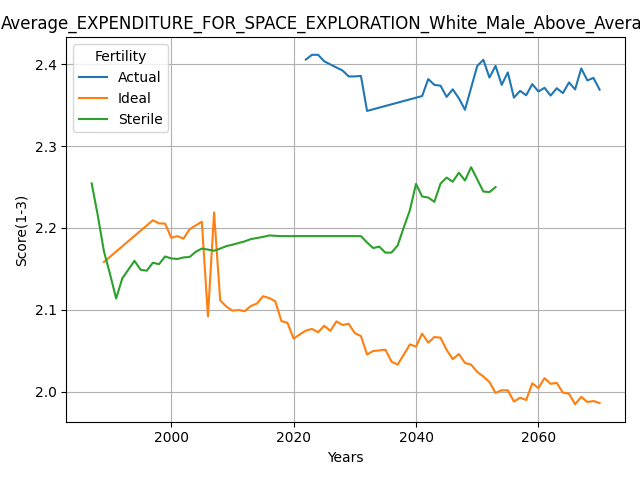 Average_EXPENDITURE_FOR_SPACE_EXPLORATION_White_Male_Above_Avera
Fertility
Actual
Ideal
Sterile
2.4
2.3
2.2
2.1
2.0
Score(1-3)
2000
2020
2040
2060
Years